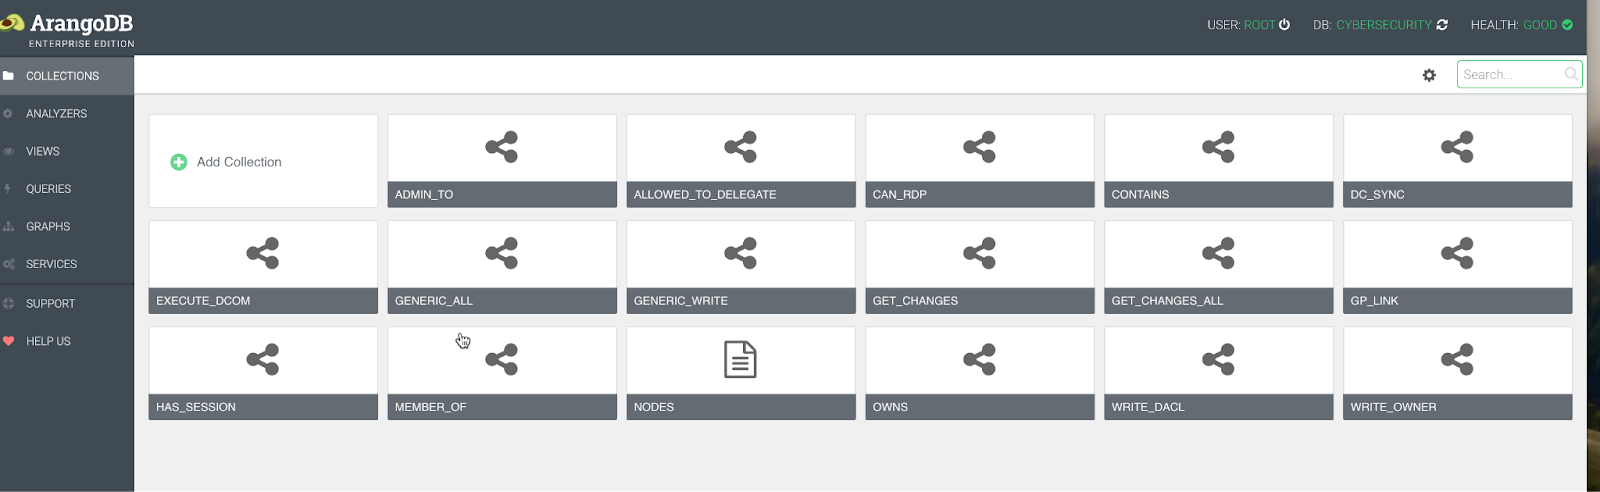 ArangoDB
ENTERPRISE EDITION
USER: ROOT DB: CYBERSECURITY HEALTH: GOOD
Search...
COLLECTIONS
ANALYZERS
VIEWS
QUERIES
GRAPHS
SERVICES
SUPPORT
HELP US
Add Collection
ADMIN_TO
ALLOWED_TO_DELEGATE
CAN_RDP
CONTAINS
DC_SYNC
EXECUTE_DCOM
GENERIC_ALL
GENERIC_WRITE
GET_CHANGES
GET_CHANGES_ALL
GP_LINK
HAS_SESSION
MEMBER_OF
NODES
OWNS
WRITE_DACL
WRITE_OWNER